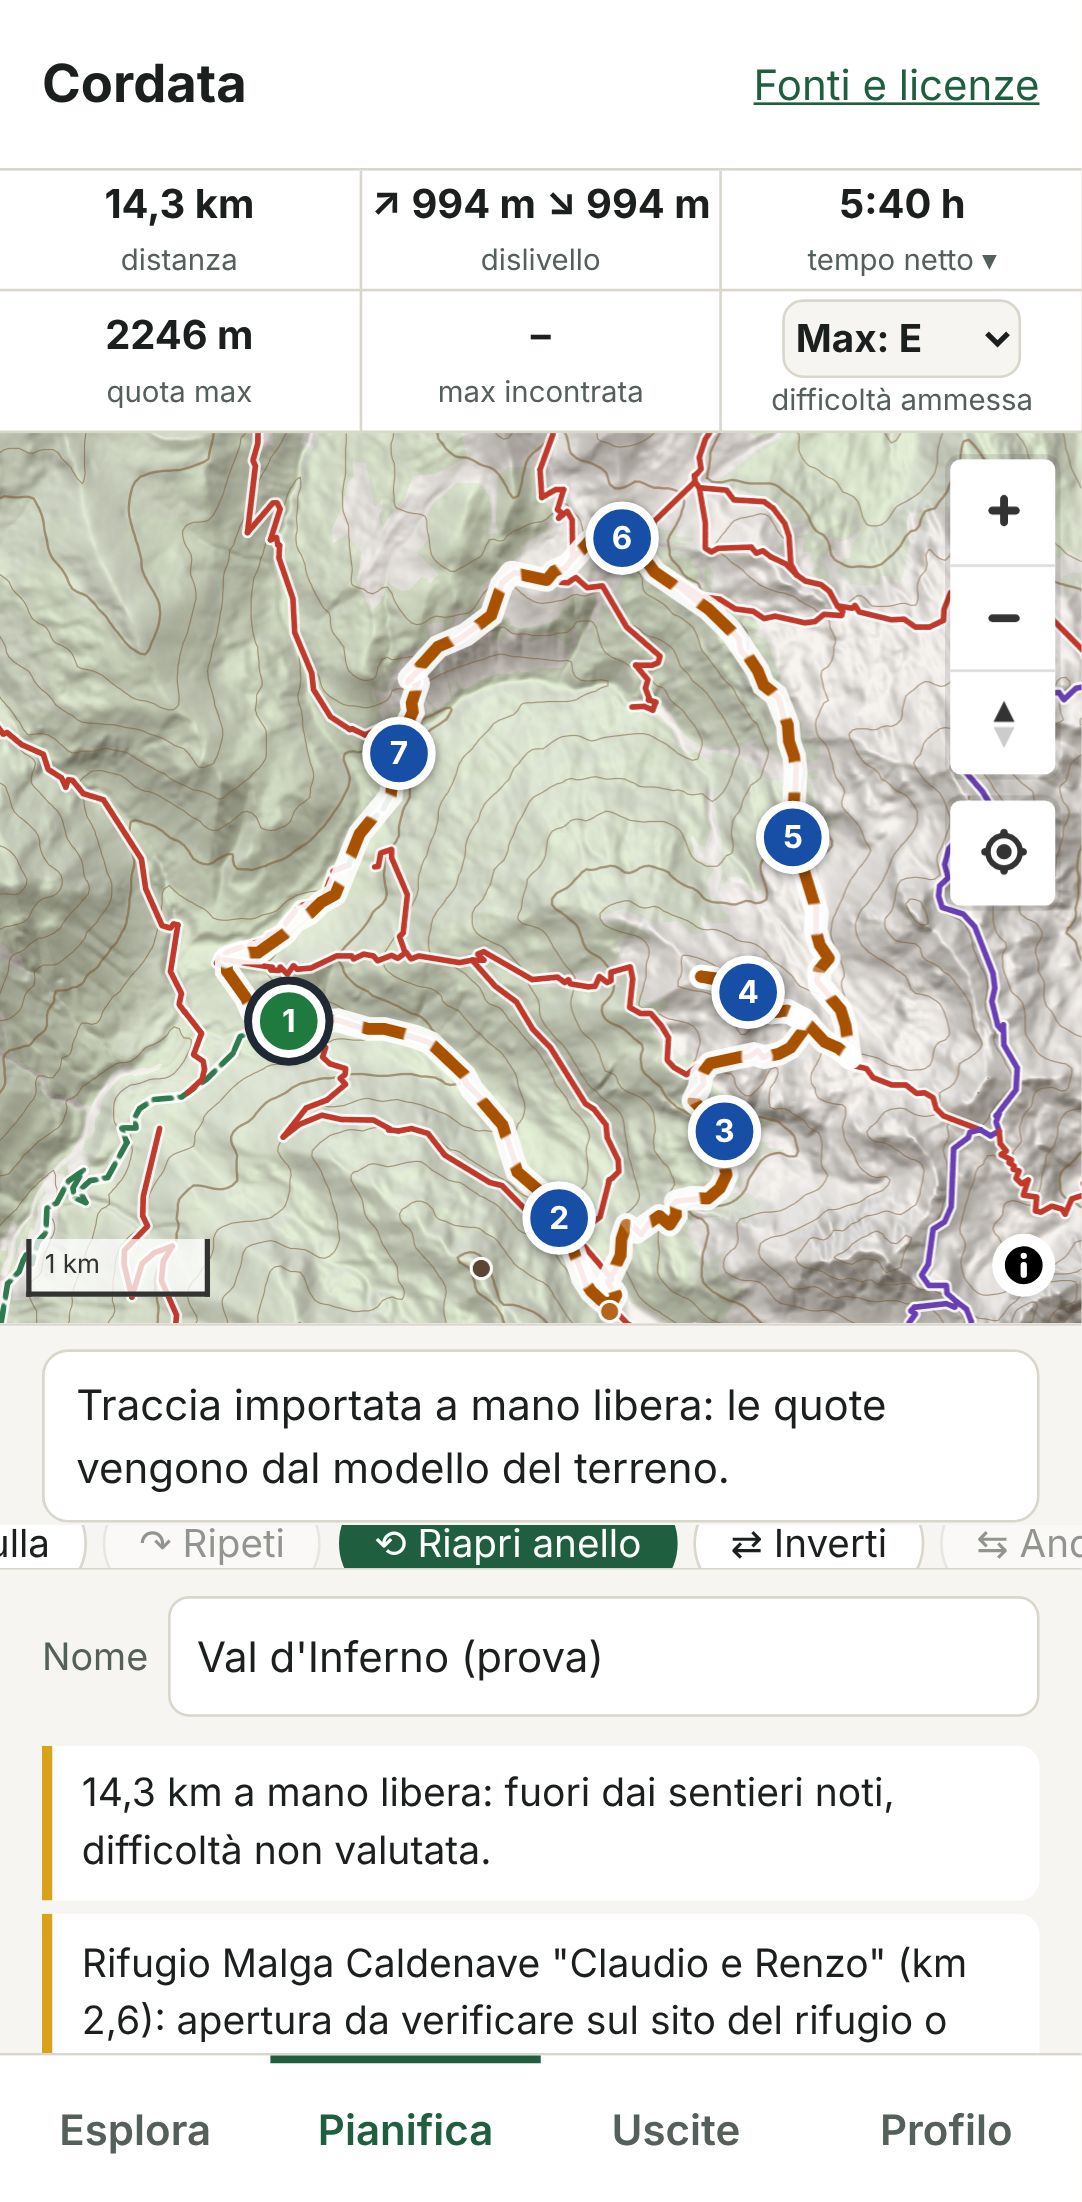 Cordata
Fonti e licenze
14,3 km
distanza
↗ 994 m ↘ 994 m
dislivello
5:40 h
tempo netto ▾
2246 m
quota max
–
max incontrata
Max: E
difficoltà ammessa
6
7
5
4
1
3
2
1 km
Traccia importata a mano libera: le quote
vengono dal modello del terreno.
ulla
↷ Ripeti
⟲ Riapri anello
⇄ Inverti
⇆ And
Nome
Val d'Inferno (prova)
14,3 km a mano libera: fuori dai sentieri noti,
difficoltà non valutata.
Rifugio Malga Caldenave "Claudio e Renzo" (km
2,6): apertura da verificare sul sito del rifugio o
Esplora
Pianifica
Uscite
Profilo